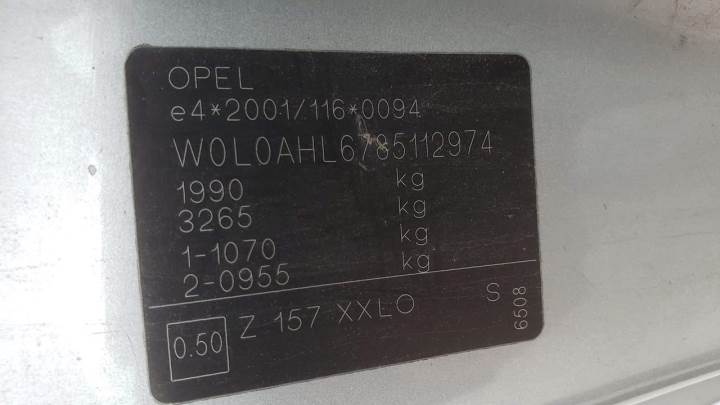 OPEL
e4*2001/116*0094
W0L0AHL6785112974
1990 kg
3265 kg
1-1070 kg
2-0955 kg
0.50 Z 157 XXLO S 6508